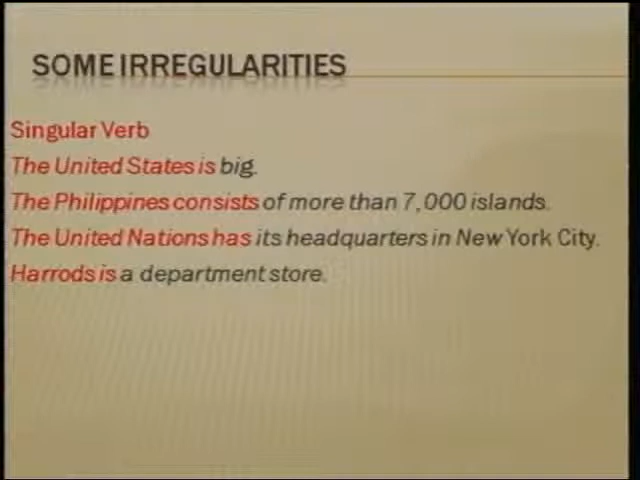 SOME IRREGULARITIES
Singular Verb
The United States is big.
The Philippines consists of more than 7,000 islands.
The United Nations has its headquarters in New York City.
Harrods is a department store.